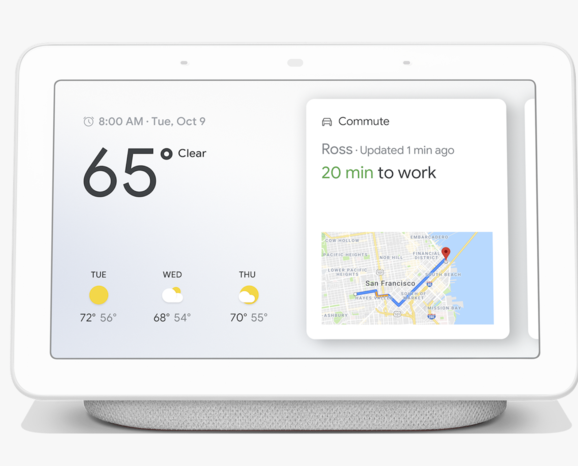 8:00 AM · Tue, Oct 9
65° Clear
TUE WED THU
72° 56° 68° 54° 70° 55°
Commute
Ross · Updated 1 min ago
20 min to work
EMBARCADERO
COW HOLLOW
PACIFIC HEIGHTS
NOB HILL
FINANCIAL DISTRICT
LOWER PACIFIC HEIGHTS
San Francisco
SOUTH BEACH
HAYES VALLEY
MARKET
ASHBURY
MISSION BAY